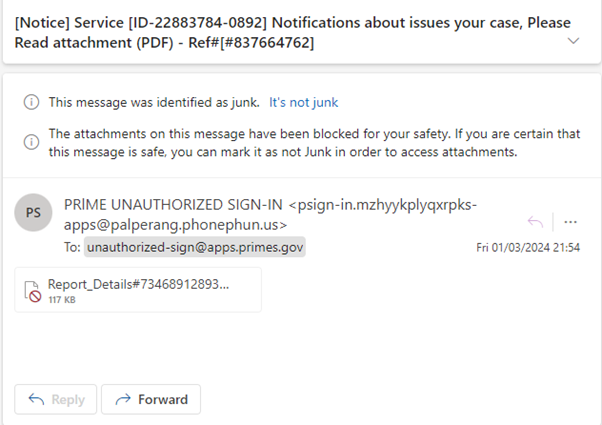 [Notice] Service [ID-22883784-0892] Notifications about issues your case, Please
Read attachment (PDF) - Ref#[#837664762]
This message was identified as junk. It's not junk
The attachments on this message have been blocked for your safety. If you are certain that
this message is safe, you can mark it as not Junk in order to access attachments.
PS
PRIME UNAUTHORIZED SIGN-IN <psign-in.mzhyykplyqxrpks-
apps@palperang.phonephun.us>
To: unauthorized-sign@apps.primes.gov
Fri 01/03/2024 21:54
Report_Details#73468912893...
117 KB
Reply
Forward